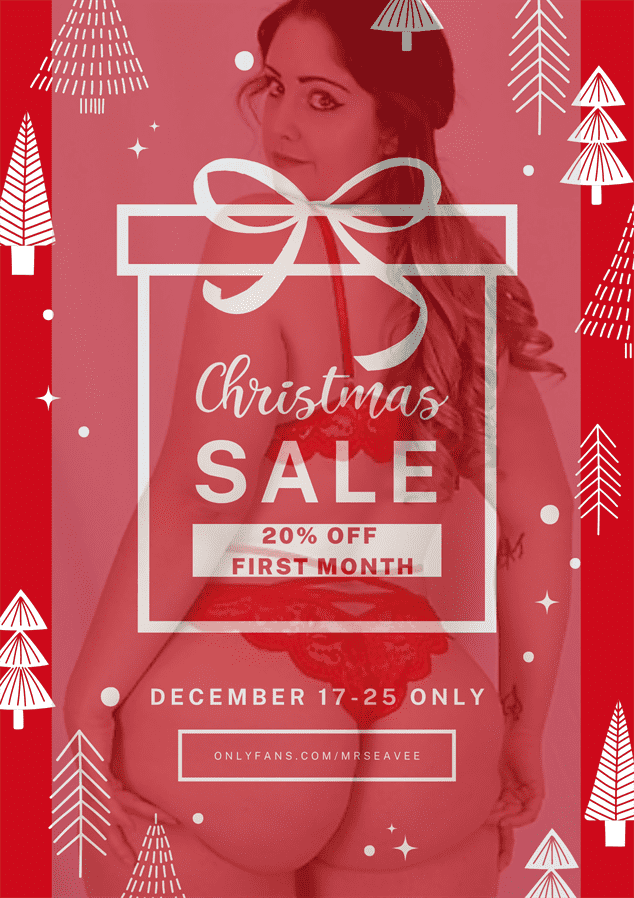 Christmas
SALE
20% OFF
FIRST MONTH
DECEMBER 17-25 ONLY
ONLYFANS.COM/MRSEAVEE